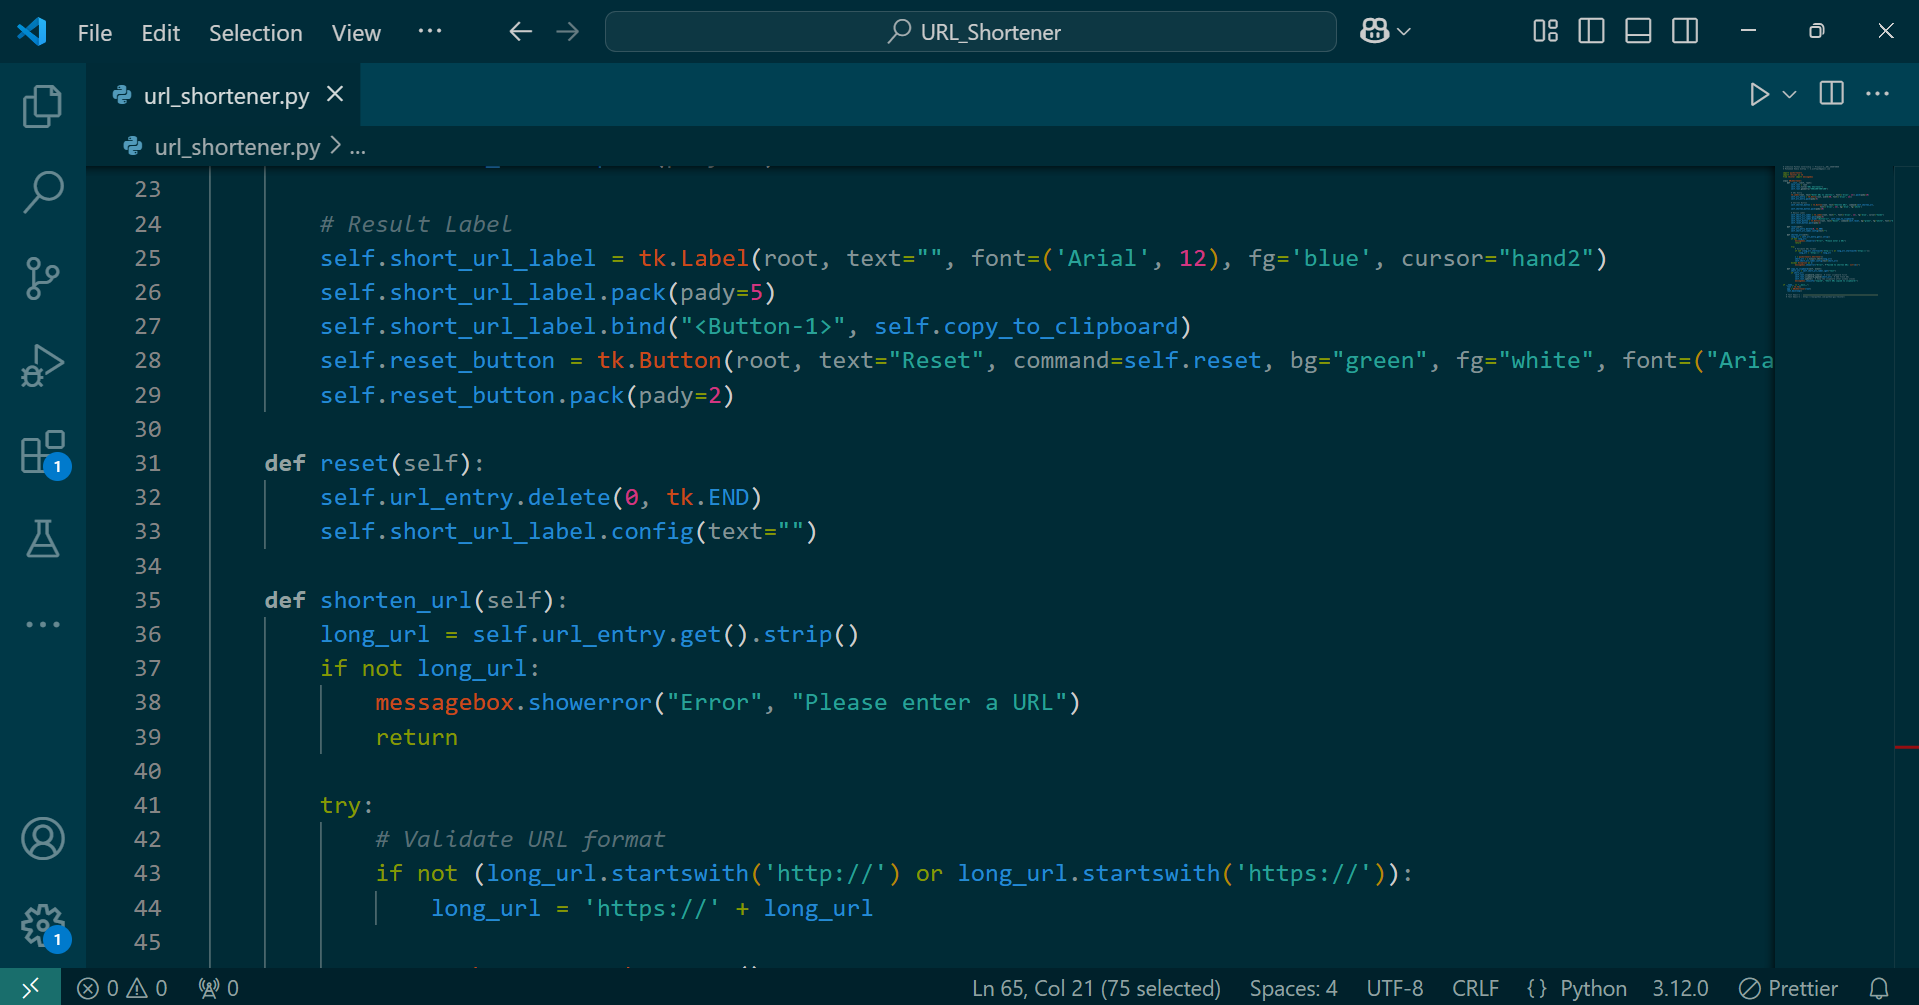 File Edit Selection View ··· URL_Shortener
url_shortener.py
url_shortener.py > ...
23
24 # Result Label
25 self.short_url_label = tk.Label(root, text="", font=('Arial', 12), fg='blue', cursor="hand2")
26 self.short_url_label.pack(pady=5)
27 self.short_url_label.bind("<Button-1>", self.copy_to_clipboard)
28 self.reset_button = tk.Button(root, text="Reset", command=self.reset, bg="green", fg="white", font=("Aria
29 self.reset_button.pack(pady=2)
30
31 def reset(self):
32 self.url_entry.delete(0, tk.END)
33 self.short_url_label.config(text="")
34
35 def shorten_url(self):
36 long_url = self.url_entry.get().strip()
37 if not long_url:
38 messagebox.showerror("Error", "Please enter a URL")
39 return
40
41 try:
42 # Validate URL format
43 if not (long_url.startswith('http://') or long_url.startswith('https://')):
44 long_url = 'https://' + long_url
45
1
1
0 0 0 Ln 65, Col 21 (75 selected) Spaces: 4 UTF-8 CRLF {} Python 3.12.0 Prettier